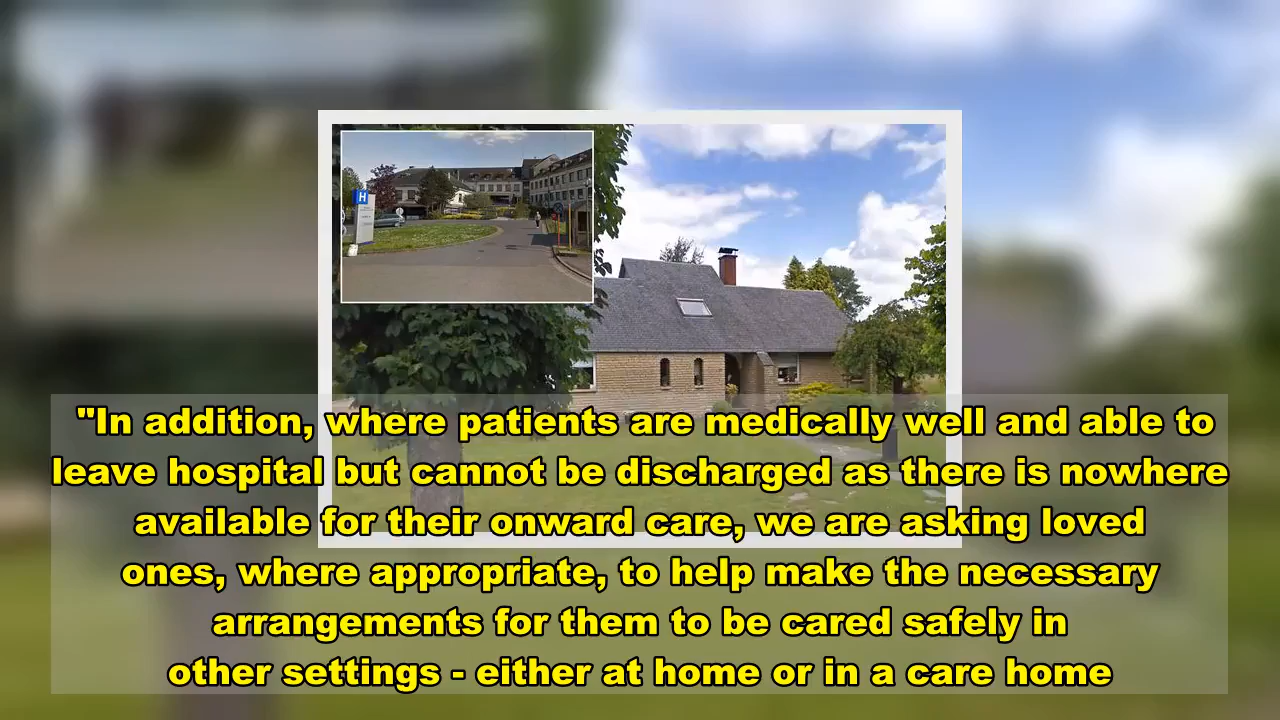 H
"In addition, where patients are medically well and able to
leave hospital but cannot be discharged as there is nowhere
available for their onward care, we are asking loved
ones, where appropriate, to help make the necessary
arrangements for them to be cared safely in
other settings - either at home or in a care home